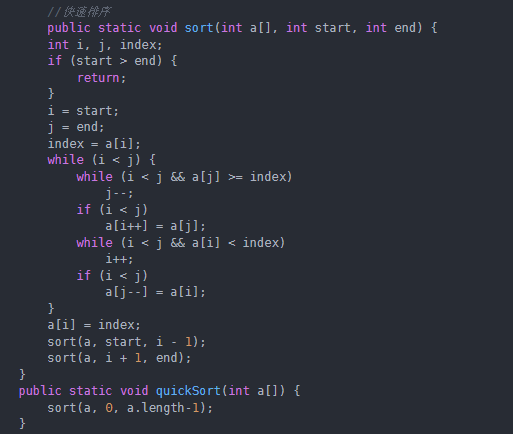 //快速排序
public static void sort(int a[], int start, int end) {
int i, j, index;
if (start > end) {
return;
}
i = start;
j = end;
index = a[i];
while (i < j) {
while (i < j && a[j] >= index)
j--;
if (i < j)
a[i++] = a[j];
while (i < j && a[i] < index)
i++;
if (i < j)
a[j--] = a[i];
}
a[i] = index;
sort(a, start, i - 1);
sort(a, i + 1, end);
}
public static void quickSort(int a[]) {
sort(a, 0, a.length-1);
}